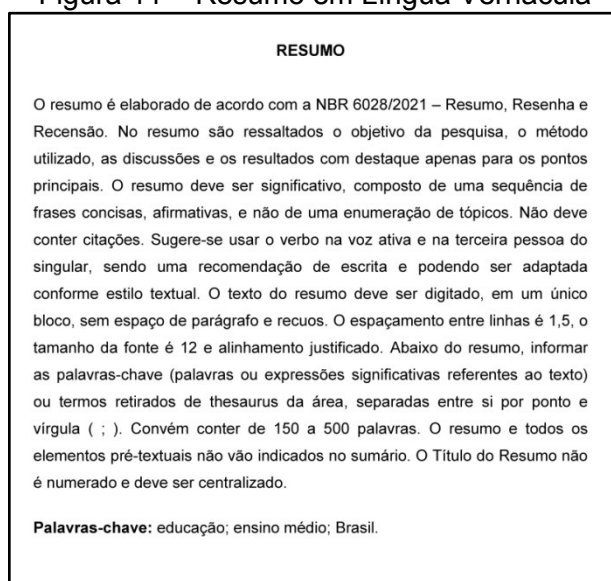 Figura 11 – Resumo em Língua Vernácula
RESUMO
O resumo é elaborado de acordo com a NBR 6028/2021 – Resumo, Resenha e
Recensão. No resumo são ressaltados o objetivo da pesquisa, o método
utilizado, as discussões e os resultados com destaque apenas para os pontos
principais. O resumo deve ser significativo, composto de uma sequência de
frases concisas, afirmativas, e não de uma enumeração de tópicos. Não deve
conter citações. Sugere-se usar o verbo na voz ativa e na terceira pessoa do
singular, sendo uma recomendação de escrita e podendo ser adaptada
conforme estilo textual. O texto do resumo deve ser digitado, em um único
bloco, sem espaço de parágrafo e recuos. O espaçamento entre linhas é 1,5, o
tamanho da fonte é 12 e alinhamento justificado. Abaixo do resumo, informar
as palavras-chave (palavras ou expressões significativas referentes ao texto)
ou termos retirados de thesaurus da área, separadas entre si por ponto e
vírgula ( ; ). Convém conter de 150 a 500 palavras. O resumo e todos os
elementos pré-textuais não vão indicados no sumário. O Título do Resumo não
é numerado e deve ser centralizado.
Palavras-chave: educação; ensino médio; Brasil.